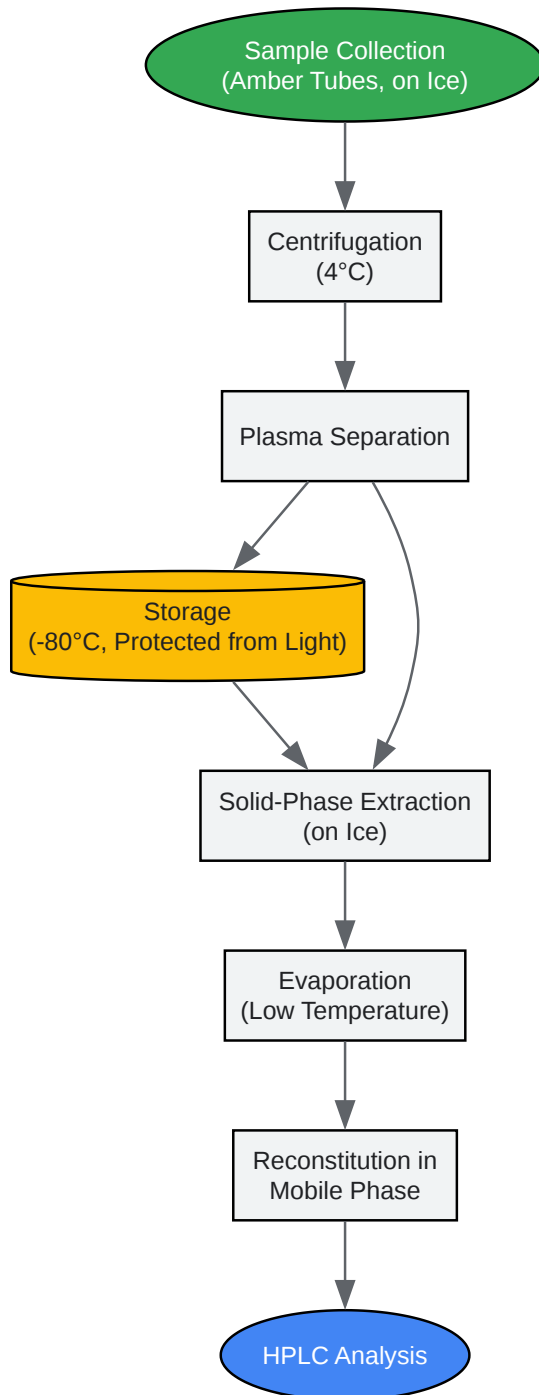 Sample Collection
(Amber Tubes, on Ice)
Centrifugation
(4°C)
Plasma Separation
Storage
(-80°C, Protected from Light)
Solid-Phase Extraction
(on Ice)
Evaporation
(Low Temperature)
Reconstitution in
Mobile Phase
HPLC Analysis